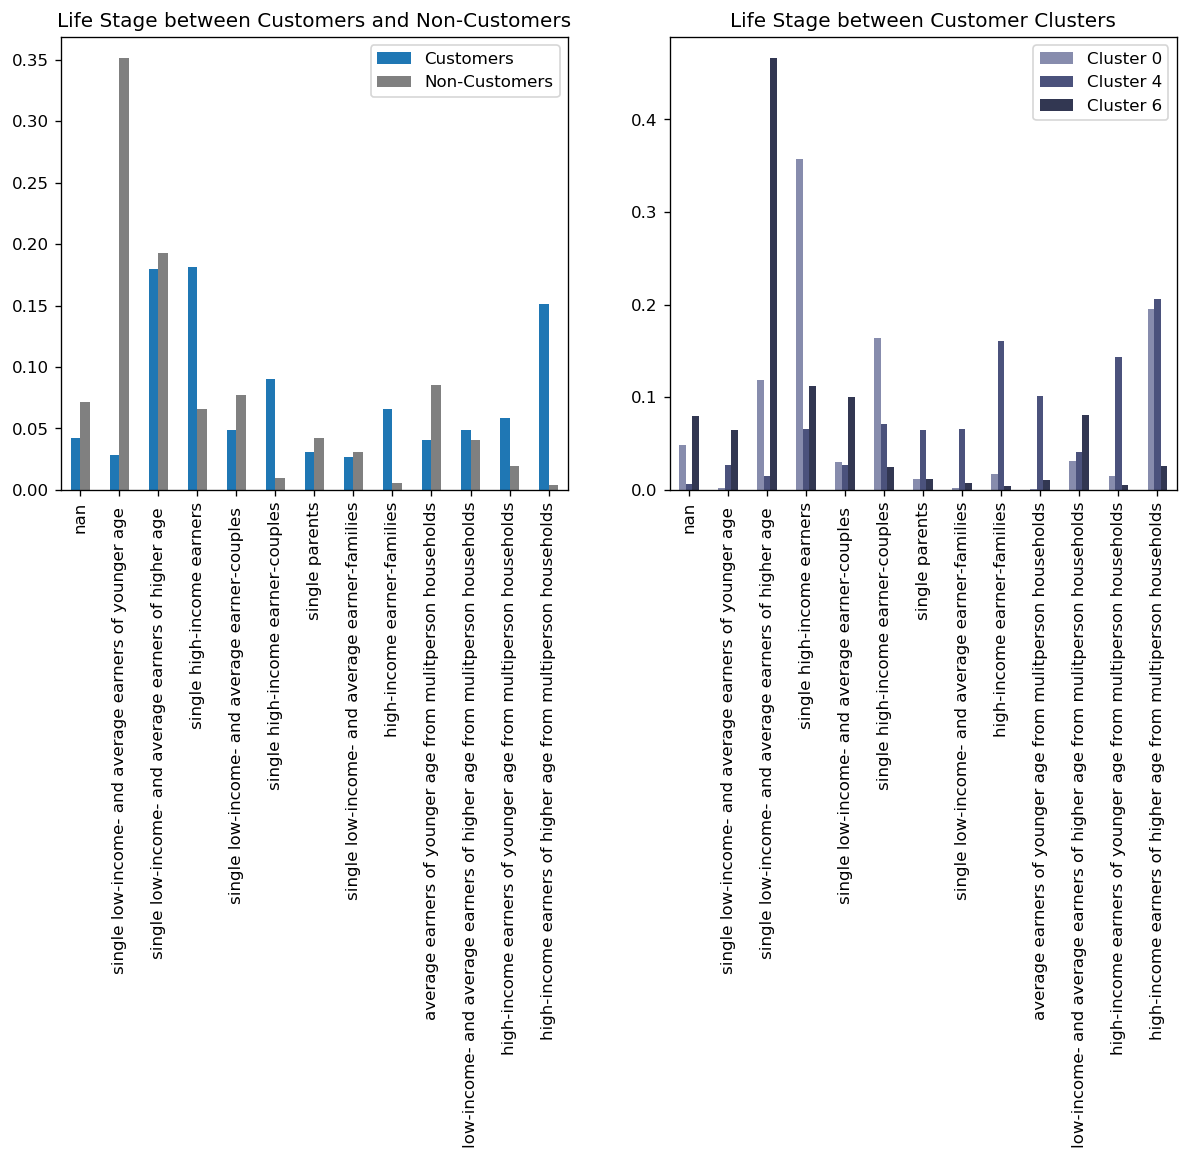 Life Stage between Customers and Non-Customers
Customers
Non-Customers
0.35
0.30
0.25
0.20
0.15
0.10
0.05
0.00
nan
single low-income- and average earners of younger age
single low-income- and average earners of higher age
single high-income earners
single low-income- and average earner-couples
single high-income earner-couples
single parents
single low-income- and average earner-families
high-income earner-families
average earners of younger age from mulitperson households
low-income- and average earners of higher age from mulitperson households
high-income earners of younger age from multiperson households
high-income earners of higher age from multiperson households
Life Stage between Customer Clusters
Cluster 0
Cluster 4
Cluster 6
0.4
0.3
0.2
0.1
0.0
nan
single low-income- and average earners of younger age
single low-income- and average earners of higher age
single high-income earners
single low-income- and average earner-couples
single high-income earner-couples
single parents
single low-income- and average earner-families
high-income earner-families
average earners of younger age from mulitperson households
low-income- and average earners of higher age from mulitperson households
high-income earners of younger age from multiperson households
high-income earners of higher age from multiperson households